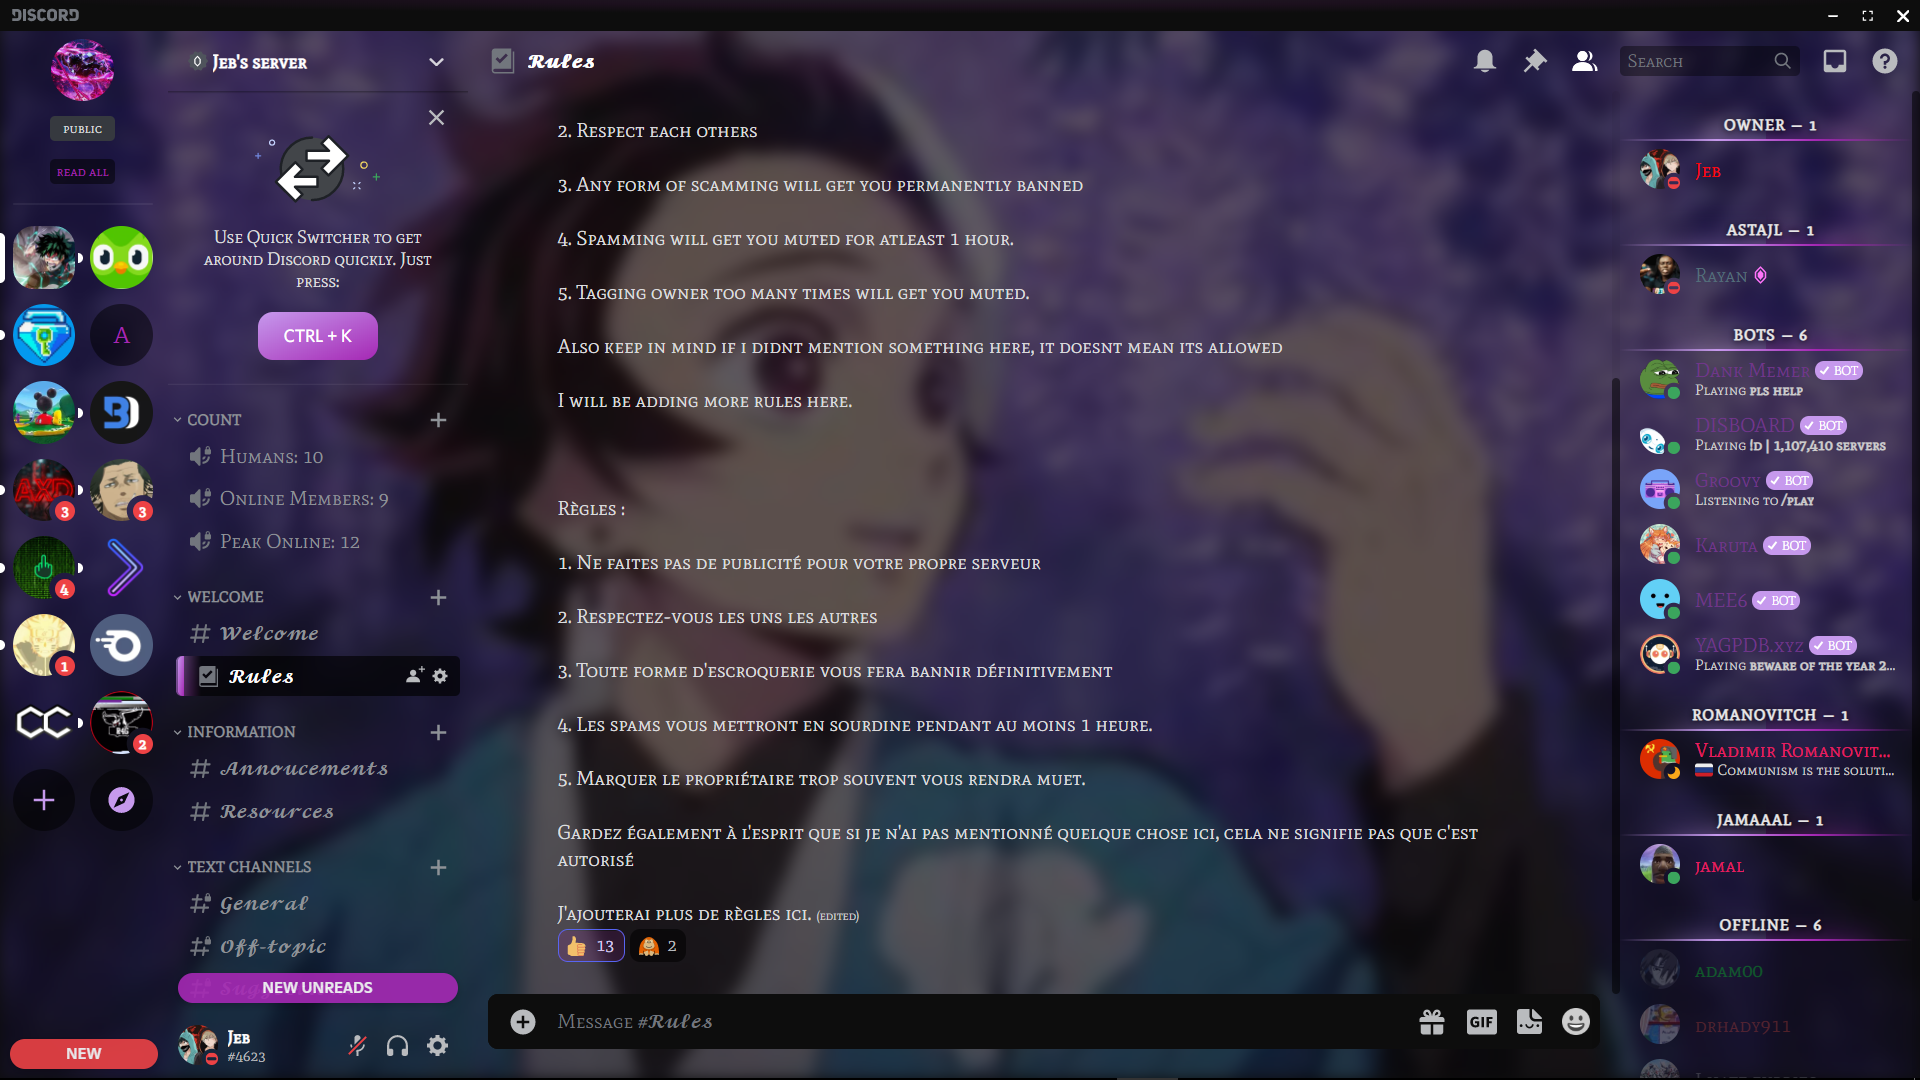 DISCORD
PUBLIC
READ ALL
A
AXD
3
3
4
1
CC
2
NEW
Jeb's server
Use Quick Switcher to get
around Discord quickly. Just
press:
CTRL + K
COUNT
Humans: 10
Online Members: 9
Peak Online: 12
WELCOME
# Welcome
Rules
INFORMATION
# Annoucements
# Resources
TEXT CHANNELS
# General
# Off-topic
NEW UNREADS
Jeb
#4623
Rules
Search
2. Respect each others
3. Any form of scamming will get you permanently banned
4. Spamming will get you muted for atleast 1 hour.
5. Tagging owner too many times will get you muted.
Also keep in mind if i didnt mention something here, it doesnt mean its allowed
I will be adding more rules here.
Règles :
1. Ne faites pas de publicité pour votre propre serveur
2. Respectez-vous les uns les autres
3. Toute forme d'escroquerie vous fera bannir définitivement
4. Les spams vous mettront en sourdine pendant au moins 1 heure.
5. Marquer le propriétaire trop souvent vous rendra muet.
Gardez également à l'esprit que si je n'ai pas mentionné quelque chose ici, cela ne signifie pas que c'est
autorisé
J'ajouterai plus de règles ici. (edited)
13 2
Message #Rules
GIF
OWNER — 1
Jeb
ASTAJL — 1
Rayan
BOTS — 6
Dank Memer BOT
Playing pls help
DISBOARD BOT
Playing !d | 1,107,410 servers
Groovy BOT
Listening to /play
Karuta BOT
MEE6 BOT
YAGPDB.xyz BOT
Playing beware of the year 2...
ROMANOVITCH — 1
Vladimir Romanovit...
Communism is the soluti...
JAMAAAL — 1
jamal
OFFLINE — 6
adam00
drhady911